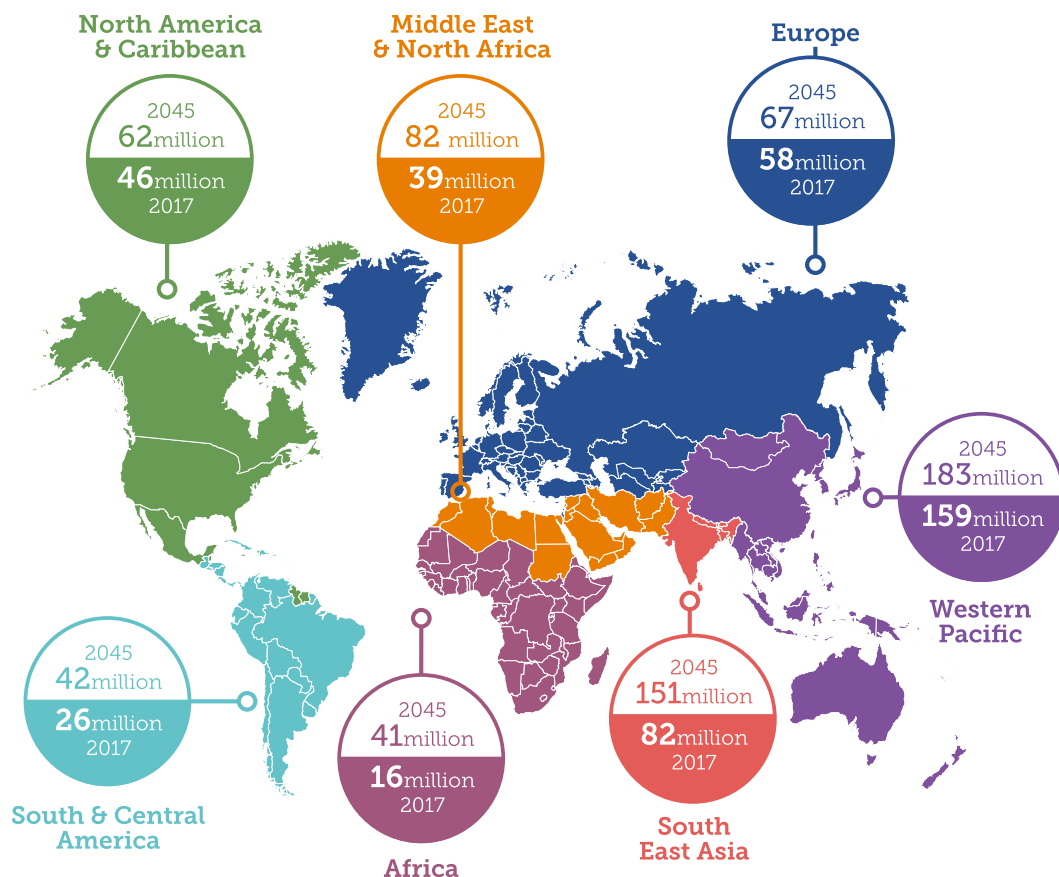 North America
& Caribbean
2045
62million
46million
2017
Middle East
& North Africa
2045
82 million
39million
2017
Europe
2045
67million
58million
2017
2045
183million
159million
2017
Western
Pacific
2045
42million
26million
2017
South & Central
America
2045
41million
16million
2017
Africa
2045
151million
82million
2017
South
East Asia